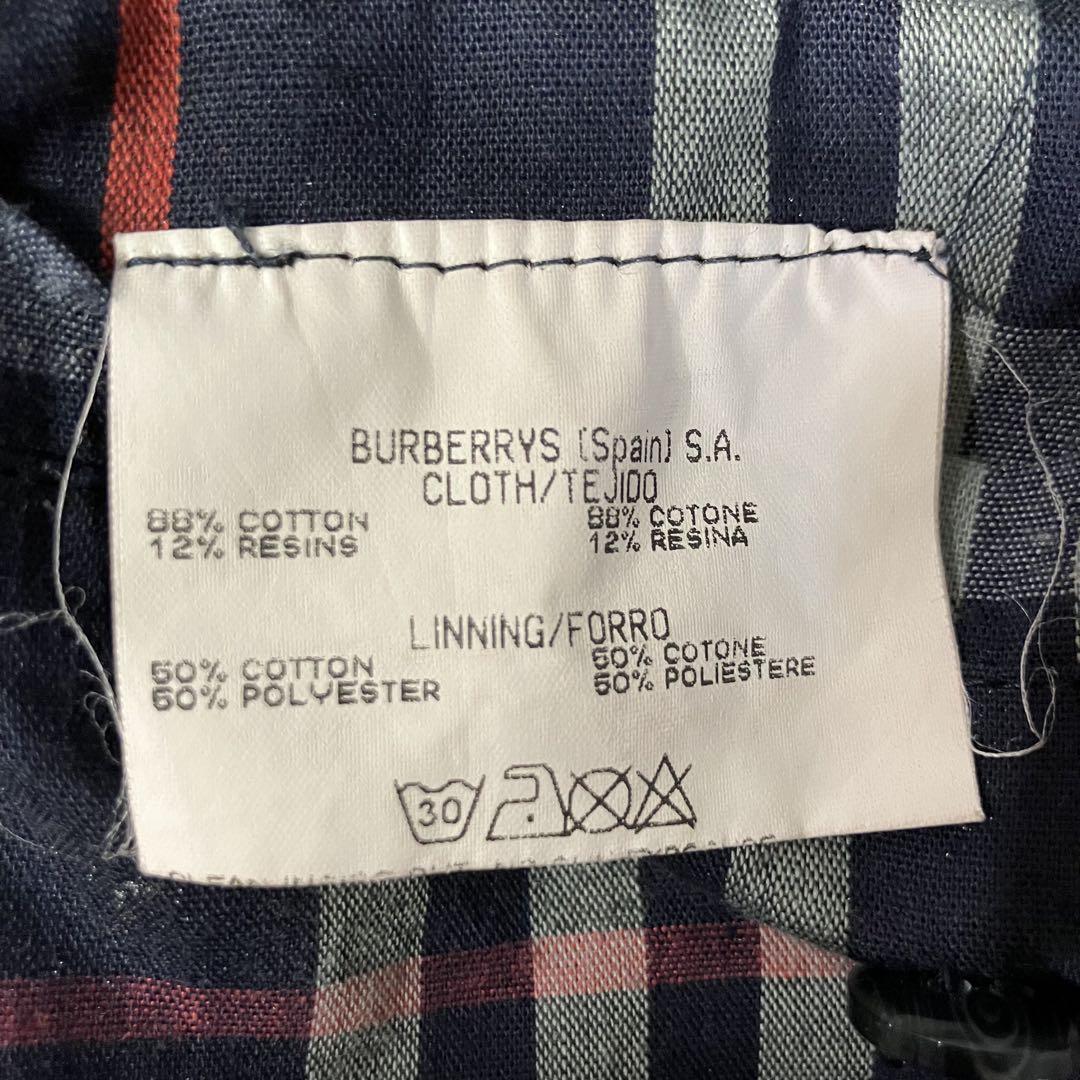 BURBERRYS (Spain) S.A.
CLOTH/TEJIDO
88% COTTON 88% COTONE
12% RESINS 12% RESINA
LINNING/FORRO
50% COTTON 50% COTONE
50% POLYESTER 50% POLIESTERE
30